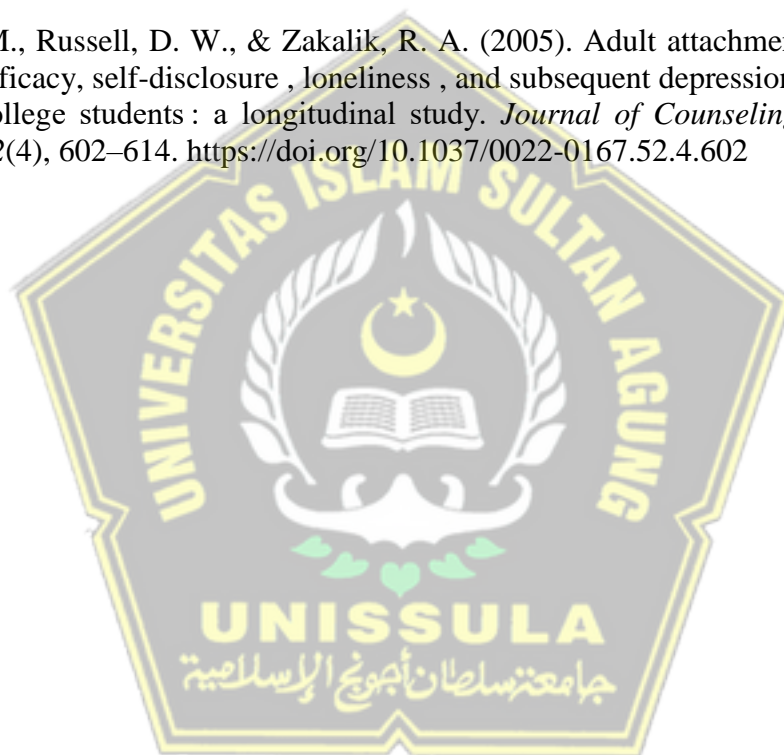 M., Russell, D. W., & Zakalik, R. A. (2005). Adult attachmen
ficacy, self-disclosure , loneliness , and subsequent depression
ollege students : a longitudinal study. Journal of Counseling
2(4), 602–614. https://doi.org/10.1037/0022-0167.52.4.602
UNIVERSITAS ISLAM SULTAN AGUNG
UNISSULA
جامعة سلطان أجونج الإسلامية